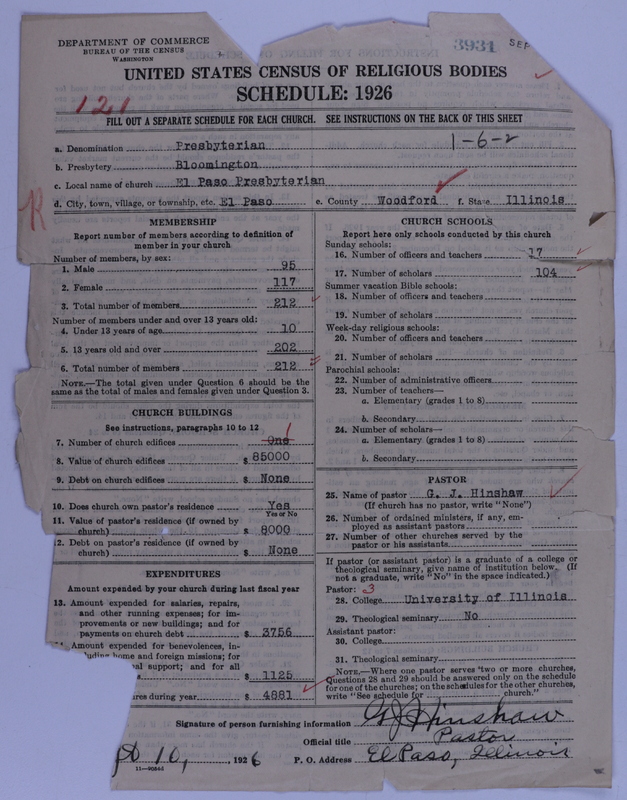 DEPARTMENT OF COMMERCE
BUREAU OF THE CENSUS
WASHINGTON
3934 SEP
UNITED STATES CENSUS OF RELIGIOUS BODIES
SCHEDULE: 1926
121
FILL OUT A SEPARATE SCHEDULE FOR EACH CHURCH. SEE INSTRUCTIONS ON THE BACK OF THIS SHEET
a. Denomination Presbyterian 1-6-2
b. Presbytery Bloomington
c. Local name of church El Paso Presbyterian
d. City, town, village, or township, etc. El Paso e. County Woodford f. State Illinois
R
MEMBERSHIP
Report number of members according to definition of
member in your church
Number of members, by sex:
1. Male 95
2. Female 117
3. Total number of members 212
Number of members under and over 13 years old:
4. Under 13 years of age 10
5. 13 years old and over 202
6. Total number of members 212
NOTE.—The total given under Question 6 should be
same as the total of males and females given under Question 3.
CHURCH BUILDINGS
See instructions, paragraphs 10 to 12
7. Number of church edifices One 1
8. Value of church edifices $ 85000
9. Debt on church edifices $ None
10. Does church own pastor's residence Yes
Yes or No
11. Value of pastor's residence (if owned by
church) $ 8000
2. Debt on pastor's residence (if owned by
church) $ None
EXPENDITURES
Amount expended by your church during last fiscal year
13. Amount expended for salaries, repairs,
and other running expenses; for im-
provements or new buildings; and for
payments on church debt $ 3756
Amount expended for benevolences, in-
cluding home and foreign missions; for
support; and for all
$ 1125
ures during year $ 4881
CHURCH SCHOOLS
Report here only schools conducted by this church
Sunday schools:
16. Number of officers and teachers 17
17. Number of scholars 104
Summer vacation Bible schools:
18. Number of officers and teachers
19. Number of scholars
Week-day religious schools:
20. Number of officers and teachers
21. Number of scholars
Parochial schools:
22. Number of administrative officers
23. Number of teachers—
a. Elementary (grades 1 to 8)
b. Secondary
24. Number of scholars—
a. Elementary (grades 1 to 8)
b. Secondary
PASTOR
25. Name of pastor G. J. Hinshaw
(If church has no pastor, write "None")
26. Number of ordained ministers, if any, em-
ployed as assistant pastors
27. Number of other churches served by the
pastor or his assistants
If pastor (or assistant pastor) is a graduate of a college or
theological seminary, give name of institution below. (If
not a graduate, write "No" in the space indicated.)
Pastor: 3
28. College University of Illinois
29. Theological seminary No
Assistant pastor:
30. College
31. Theological seminary
NOTE.—Where one pastor serves two or more churches,
Questions 28 and 29 should be answered only on the schedule
for one of the churches; on the schedules for the other churches,
write "See schedule for church."
Signature of person furnishing information G J Hinshaw
Official title Pastor
pt 10, , 1926 P. O. Address El Paso, Illinois